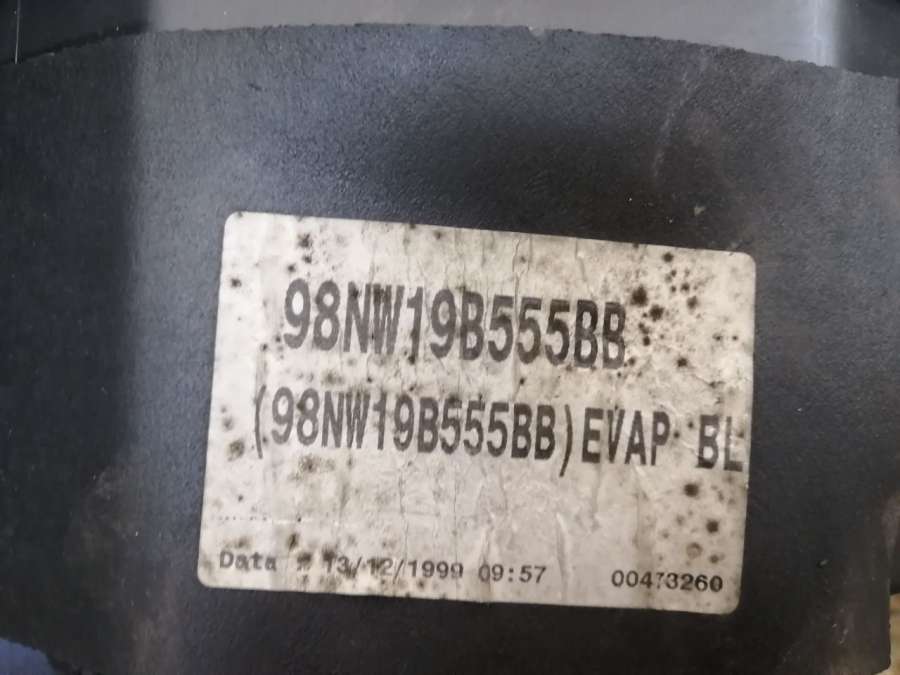 98NW19B555BB
(98NW19B555BB)EVAP BL
Data : 13/12/1999 09:57 00473260